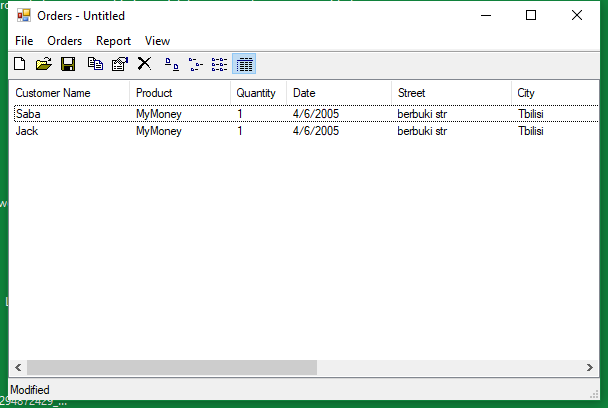 Orders - Untitled
File Orders Report View
Customer Name Product Quantity Date Street City
Saba MyMoney 1 4/6/2005 berbuki str Tbilisi
Jack MyMoney 1 4/6/2005 berbuki str Tbilisi
Modified